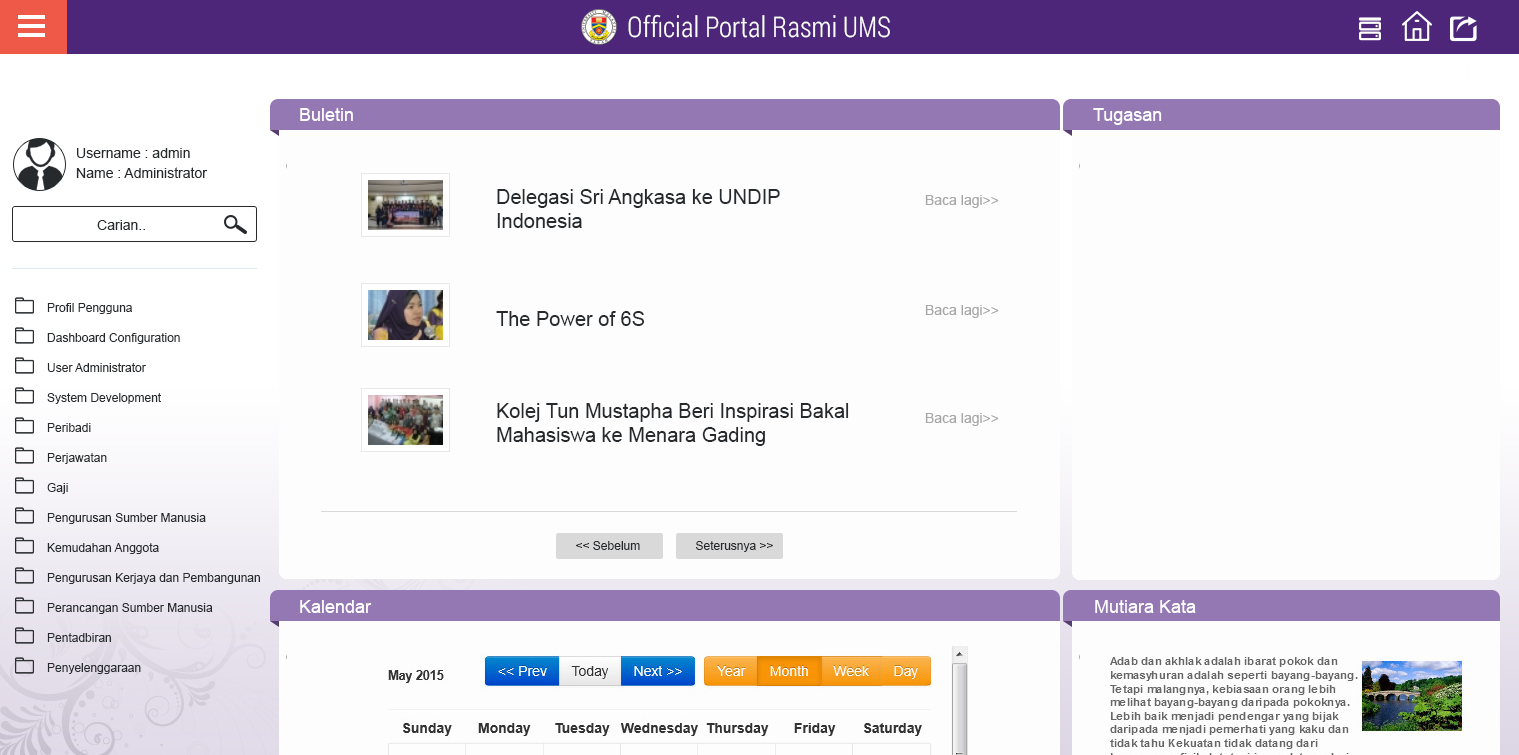 Official Portal Rasmi UMS
Username : admin
Name : Administrator
Carian..
Profil Pengguna
Dashboard Configuration
User Administrator
System Development
Peribadi
Perjawatan
Gaji
Pengurusan Sumber Manusia
Kemudahan Anggota
Pengurusan Kerjaya dan Pembangunan
Perancangan Sumber Manusia
Pentadbiran
Penyelenggaraan
Buletin
Delegasi Sri Angkasa ke UNDIP
Indonesia
Baca lagi>>
The Power of 6S
Baca lagi>>
Kolej Tun Mustapha Beri Inspirasi Bakal
Mahasiswa ke Menara Gading
Baca lagi>>
<< Sebelum Seterusnya >>
Tugasan
Kalendar
May 2015 << Prev Today Next >> Year Month Week Day
Sunday Monday Tuesday Wednesday Thursday Friday Saturday
Mutiara Kata
Adab dan akhlak adalah ibarat pokok dan
kemasyhuran adalah seperti bayang-bayang.
Tetapi malangnya, kebiasaan orang lebih
melihat bayang-bayang daripada pokoknya.
Lebih baik menjadi pendengar yang bijak
daripada menjadi pemerhati yang kaku dan
tidak tahu Kekuatan tidak datang dari